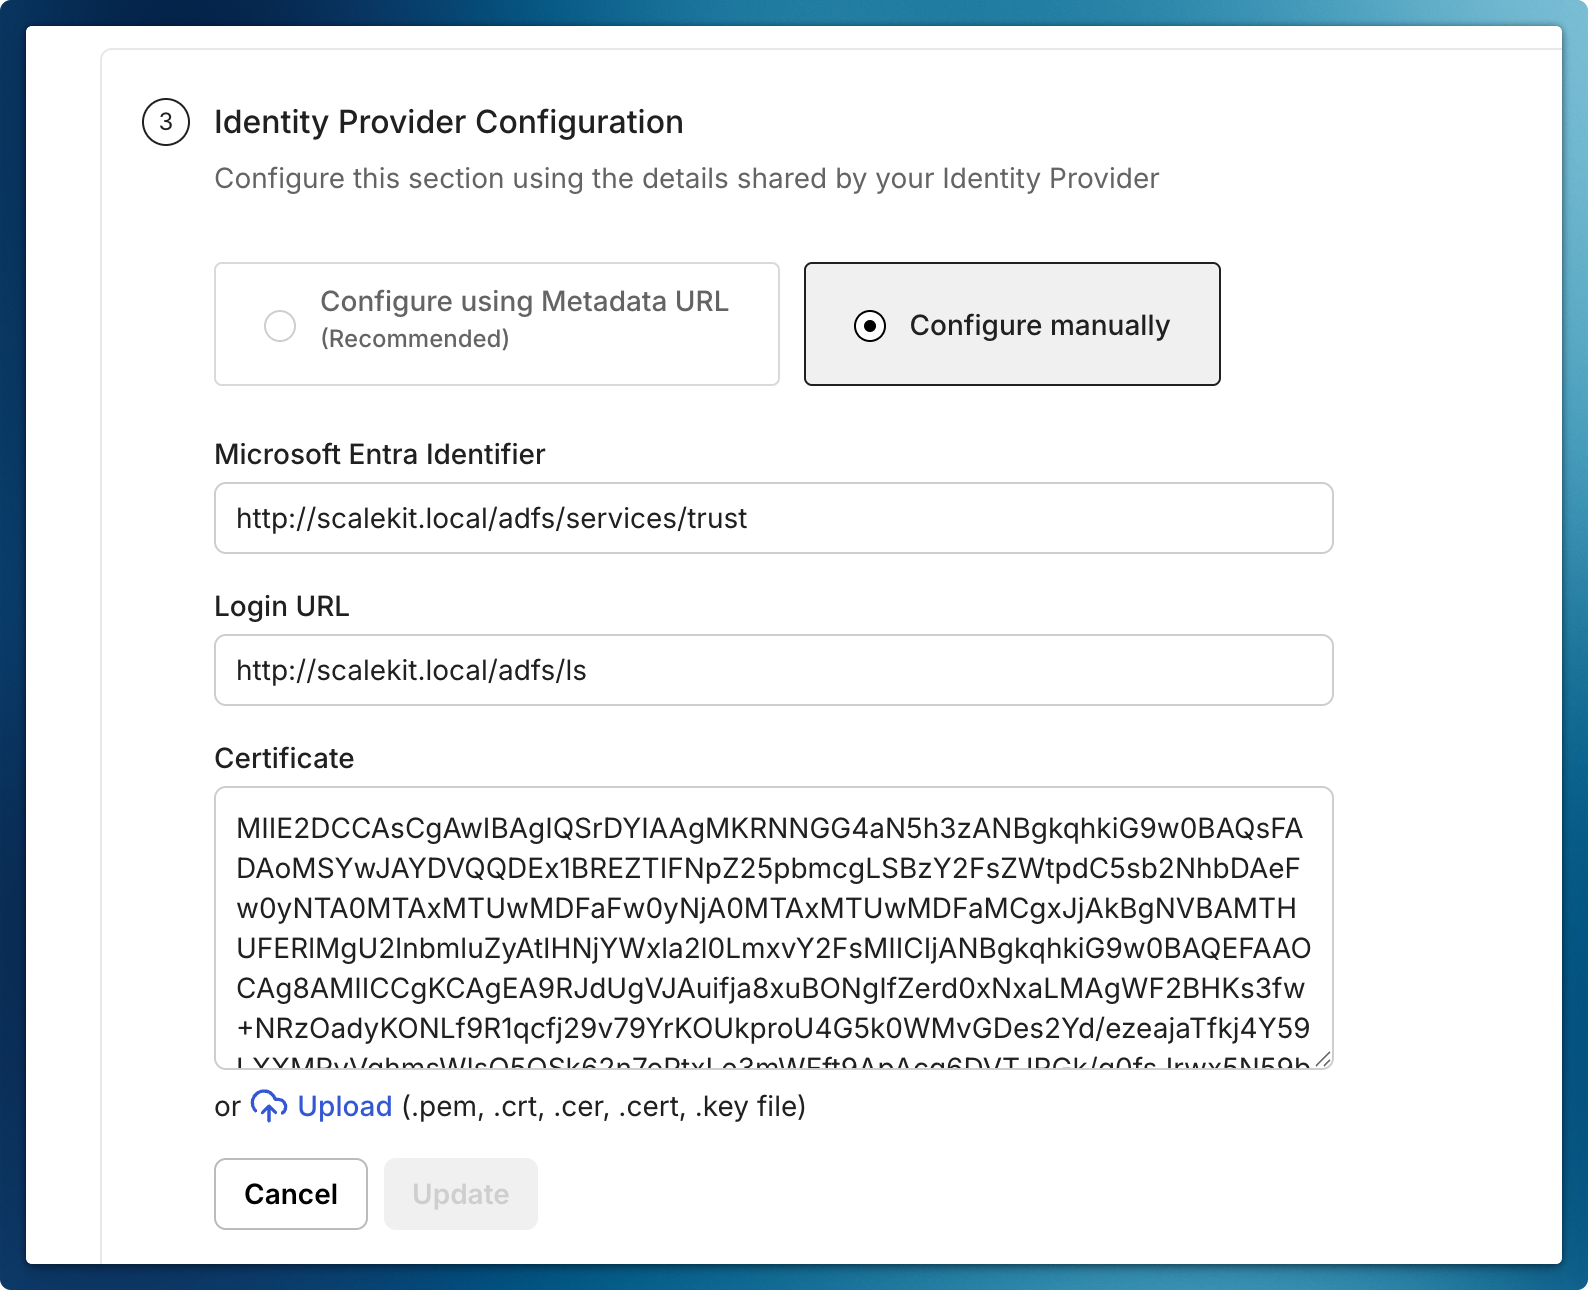 3
Identity Provider Configuration
Configure this section using the details shared by your Identity Provider
Configure using Metadata URL
(Recommended)
Configure manually
Microsoft Entra Identifier
http://scalekit.local/adfs/services/trust
Login URL
http://scalekit.local/adfs/ls
Certificate
MIIE2DCCAsCgAwIBAgIQSrDYIAAgMKRNNGG4aN5h3zANBgkqhkiG9w0BAQsFA
DAoMSYwJAYDVQQDEx1BREZTIFNpZ25pbmcgLSBzY2FsZWtpdC5sb2NhbDAeF
w0yNTA0MTAxMTUwMDFaFw0yNjA0MTAxMTUwMDFaMCgxJjAkBgNVBAMTH
UFERlMgU2lnbmluZyAtIHNjYWxla2l0LmxvY2FsMIICIjANBgkqhkiG9w0BAQEFAAO
CAg8AMIICCgKCAgEA9RJdUgVJAuifja8xuBONgIfZerd0xNxaLMAgWF2BHKs3fw
+NRzOadyKONLf9R1qcfj29v79YrKOUkproU4G5k0WMvGDes2Yd/ezeajaTfkj4Y59
or Upload (.pem, .crt, .cer, .cert, .key file)
Cancel
Update